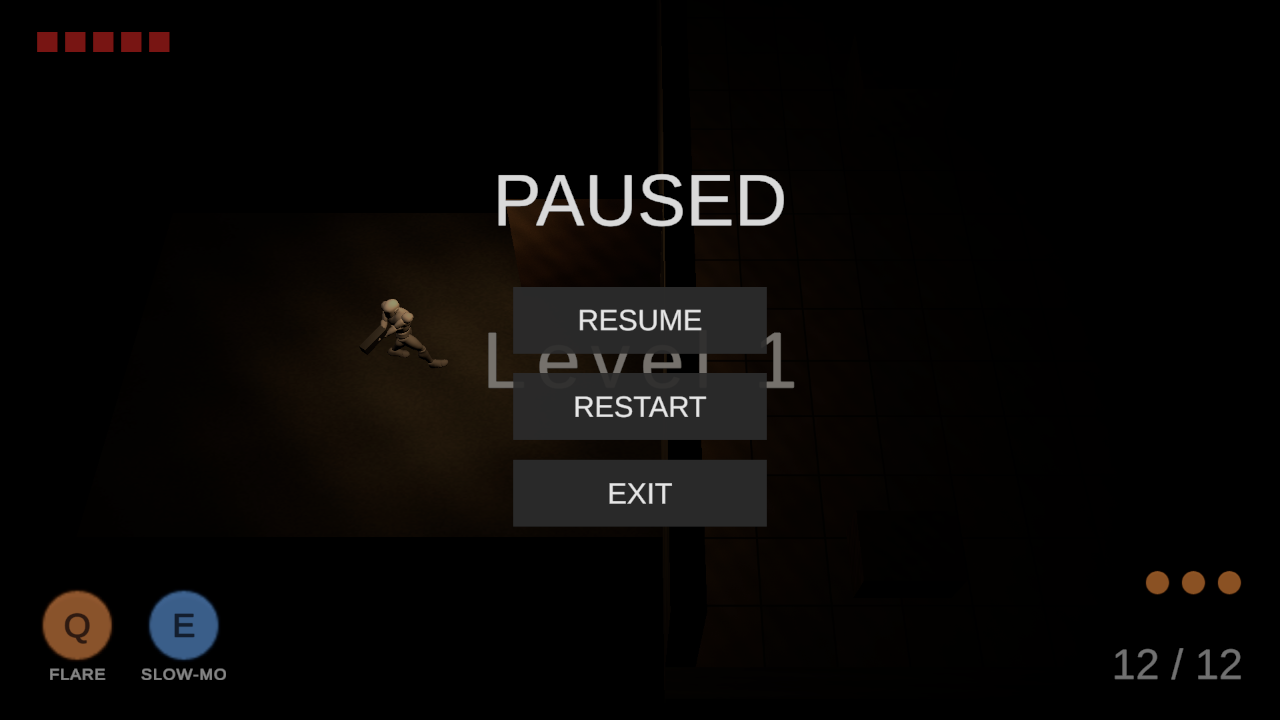 PAUSED
RESUME
Level 1
RESTART
EXIT
Q
E
FLARE
SLOW-MO
12 / 12